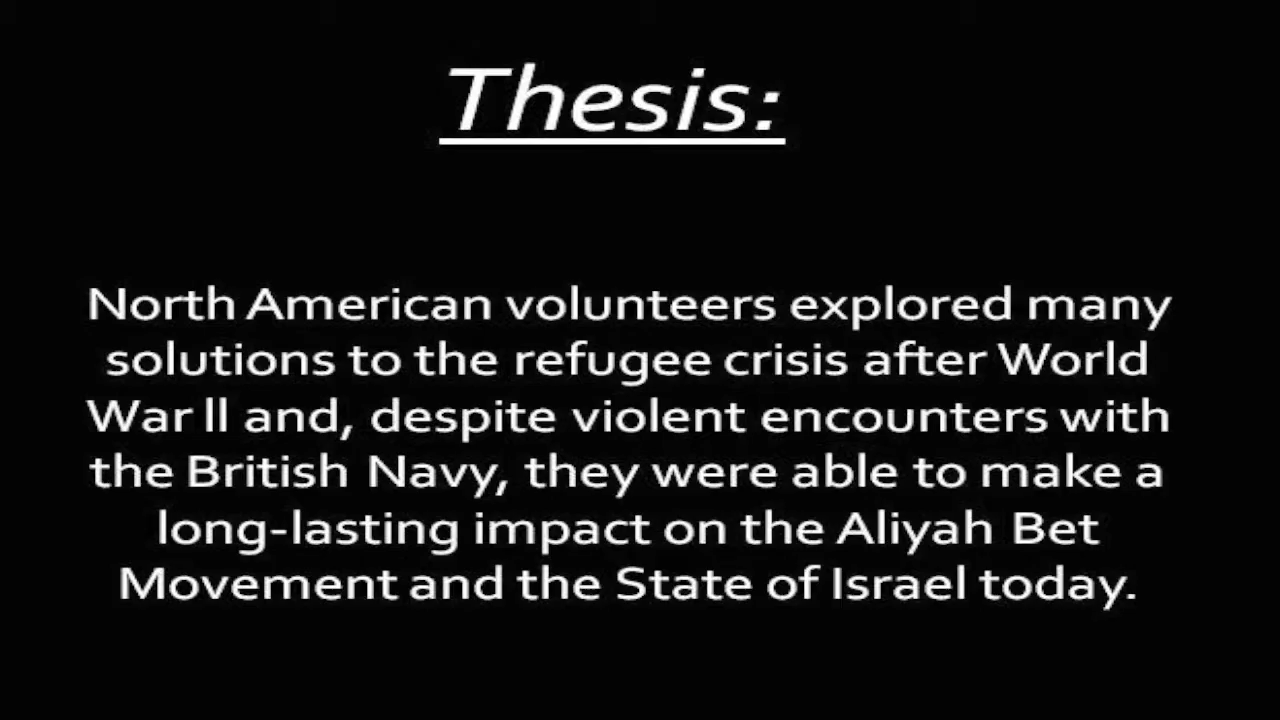 Thesis:
North American volunteers explored many
solutions to the refugee crisis after World
War ll and, despite violent encounters with
the British Navy, they were able to make a
long-lasting impact on the Aliyah Bet
Movement and the State of Israel today.